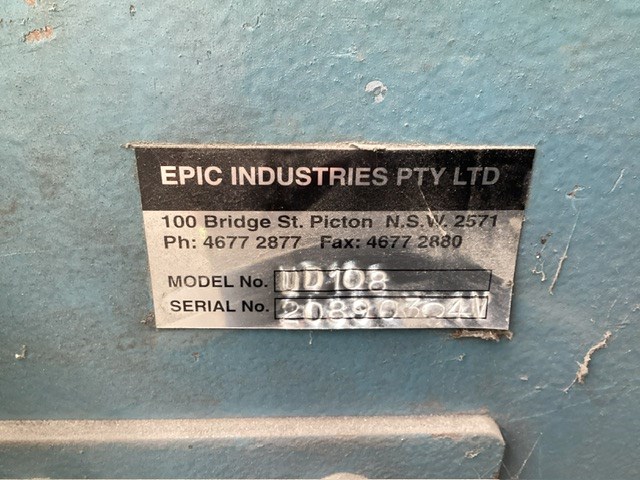 EPIC INDUSTRIES PTY LTD
100 Bridge St. Picton N.S.W. 2571
Ph: 4677 2877 Fax: 4677 2880
MODEL No. UD108
SERIAL No.